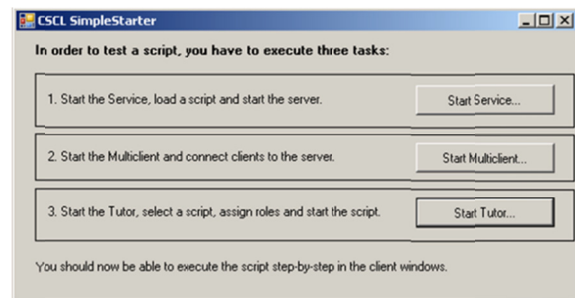 CSCL SimpleStarter
In order to test a script, you have to execute three tasks:
1. Start the Service, load a script and start the server.
Start Service...
2. Start the Multiclient and connect clients to the server.
Start Multiclient...
3. Start the Tutor, select a script, assign roles and start the script.
Start Tutor...
You should now be able to execute the script step-by-step in the client windows.